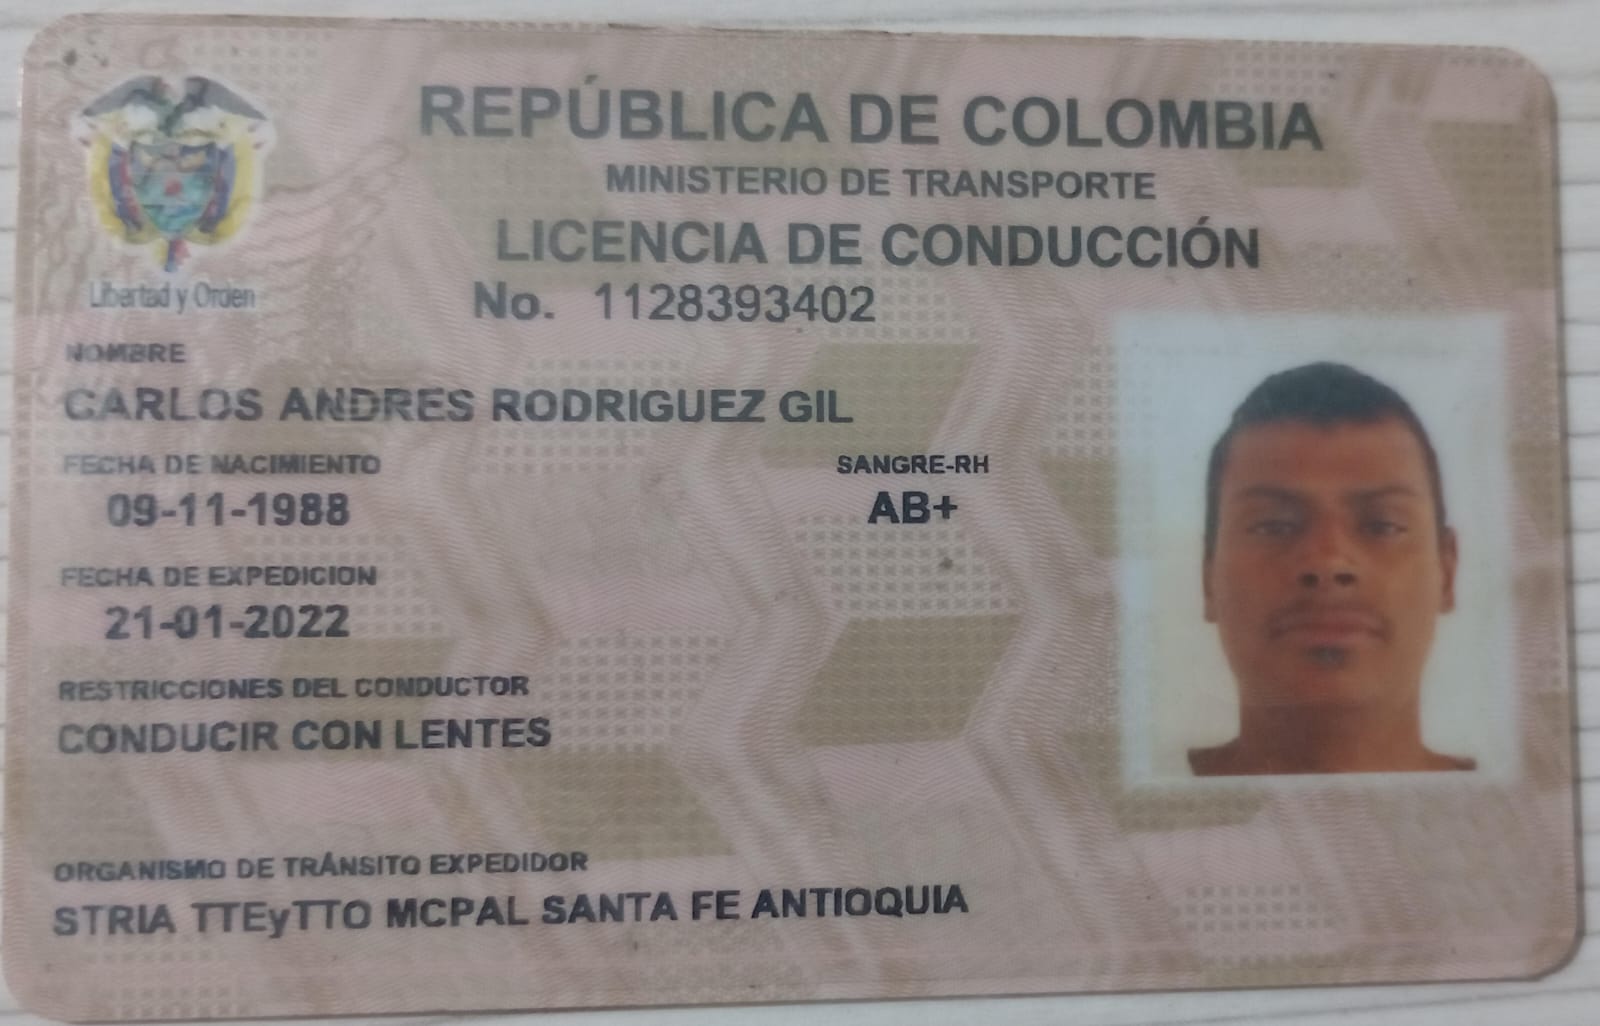 REPÚBLICA DE COLOMBIA
MINISTERIO DE TRANSPORTE
LICENCIA DE CONDUCCIÓN
No. 1128393402
Libertad y Orden
NOMBRE
CARLOS ANDRES RODRIGUEZ GIL
FECHA DE NACIMIENTO
09-11-1988
SANGRE-RH
AB+
FECHA DE EXPEDICION
21-01-2022
RESTRICCIONES DEL CONDUCTOR
CONDUCIR CON LENTES
ORGANISMO DE TRÁNSITO EXPEDIDOR
STRIA TTEyTTO MCPAL SANTA FE ANTIOQUIA